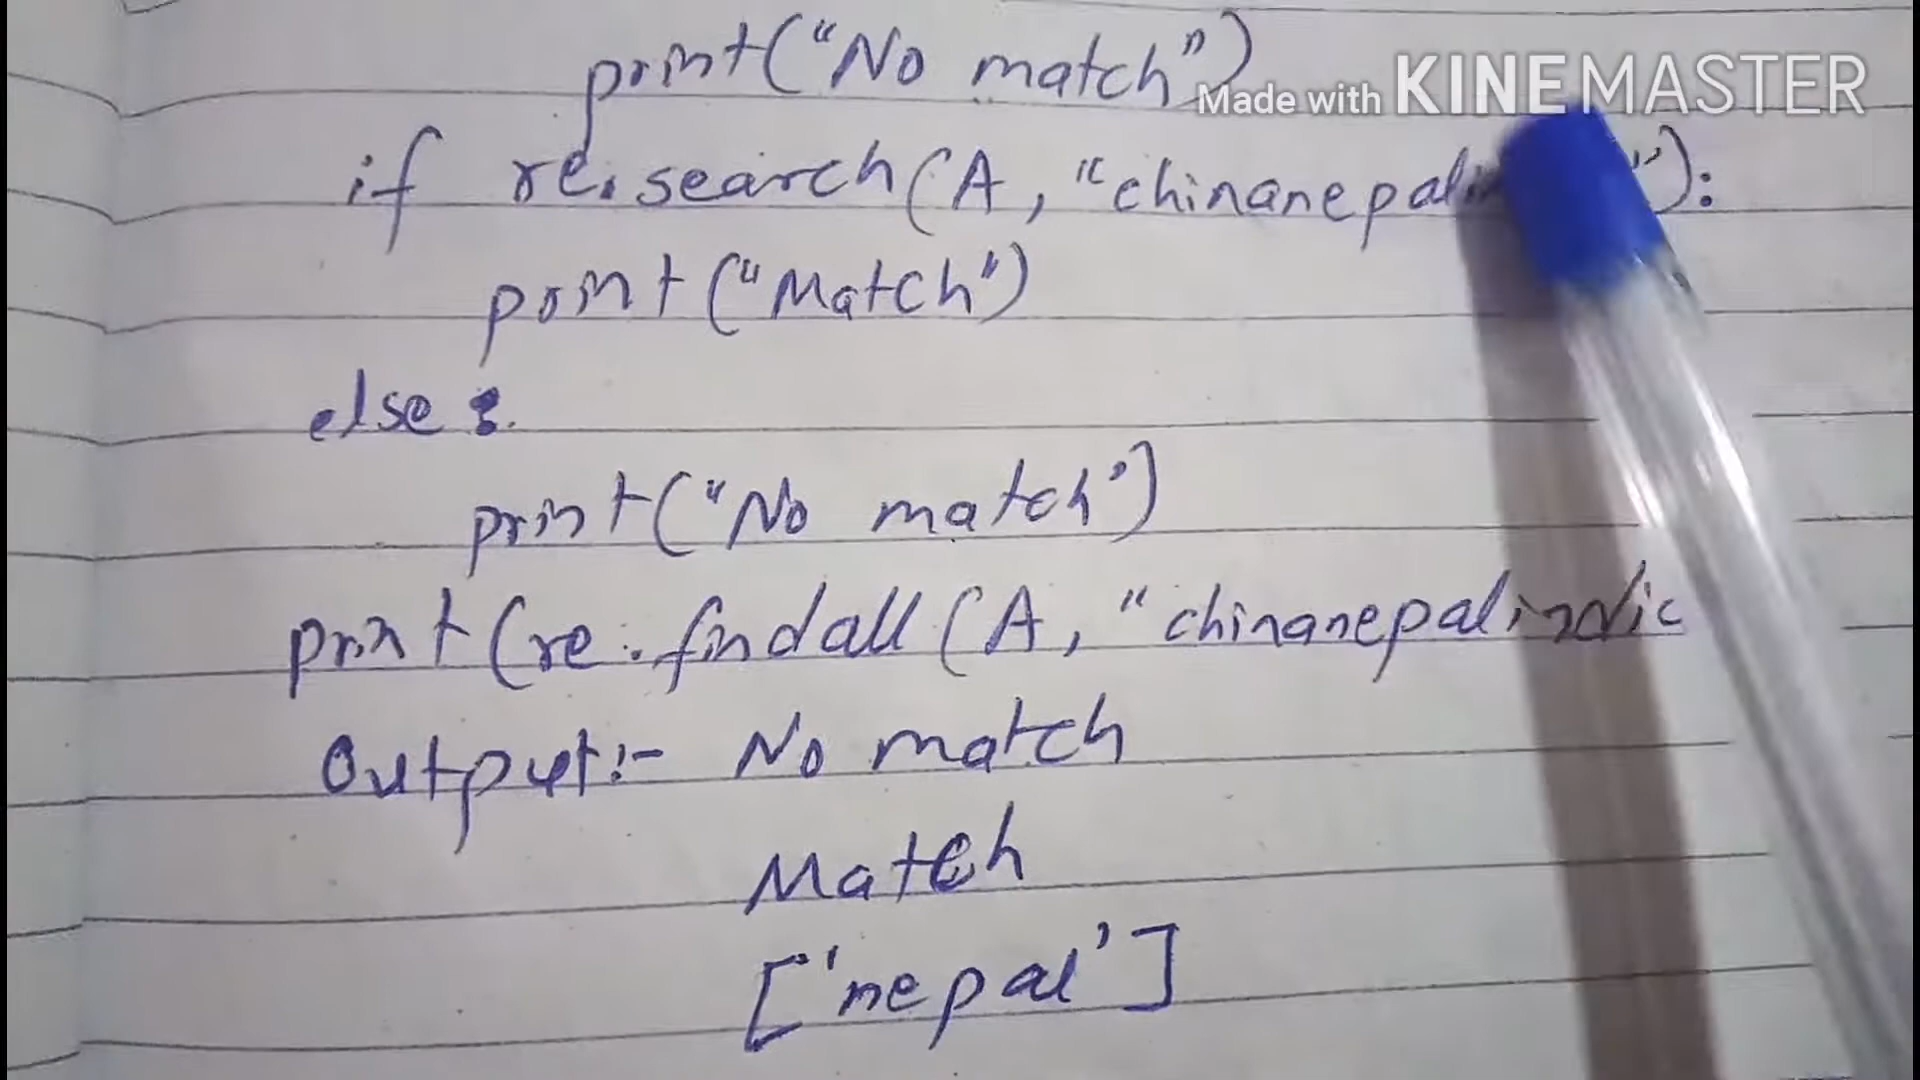 print("No match")
Made with KINEMASTER
if re.search(A, "chinanepali "):
print("Match")
else:
print("No match")
print(re.findall(A, "chinanepalindic
Output:- No match
Match
['nepal']